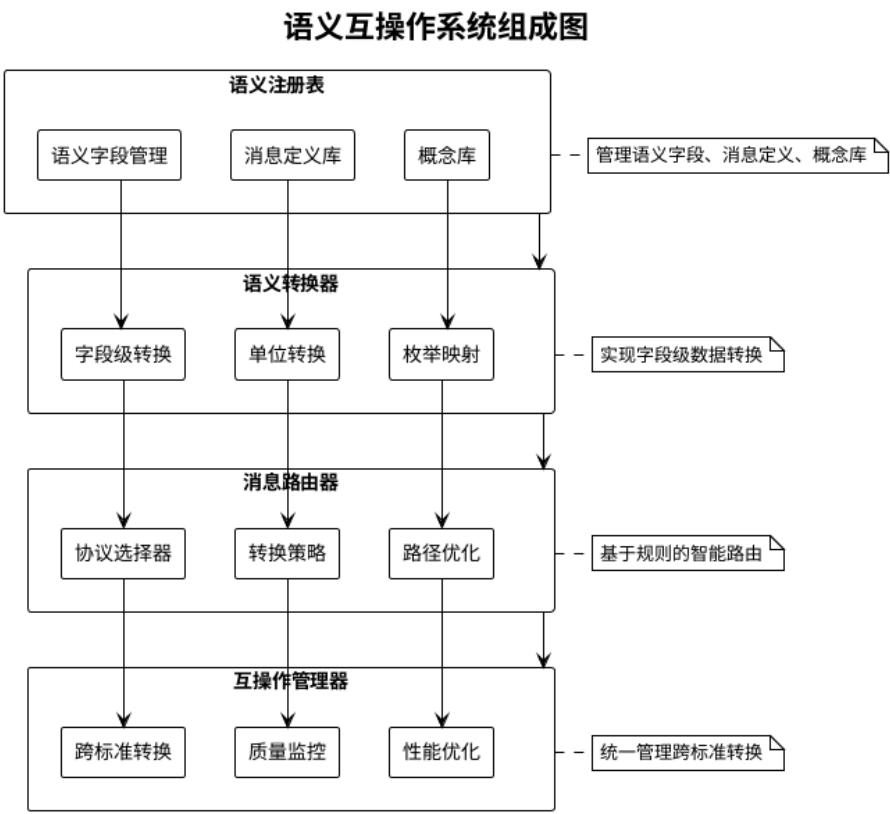 语义互操作系统组成图
语义注册表
语义字段管理
消息定义库
概念库
管理语义字段、消息定义、概念库
语义转换器
字段级转换
单位转换
枚举映射
实现字段级数据转换
消息路由器
协议选择器
转换策略
路径优化
基于规则的智能路由
互操作管理器
跨标准转换
质量监控
性能优化
统一管理跨标准转换